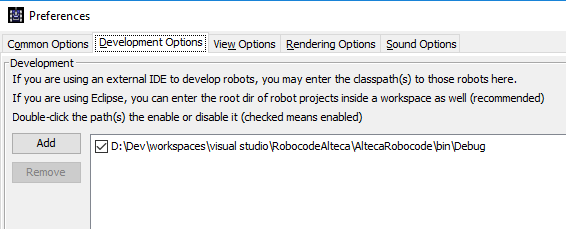 Preferences
Common Options Development Options View Options Rendering Options Sound Options
Development
If you are using an external IDE to develop robots, you may enter the classpath(s) to those robots here.
If you are using Eclipse, you can enter the root dir of robot projects inside a workspace as well (recommended)
Double-click the path(s) the enable or disable it (checked means enabled)
Add
D:\Dev\workspaces\visual studio\RobocodeAlteca\AltecaRobocode\bin\Debug
Remove